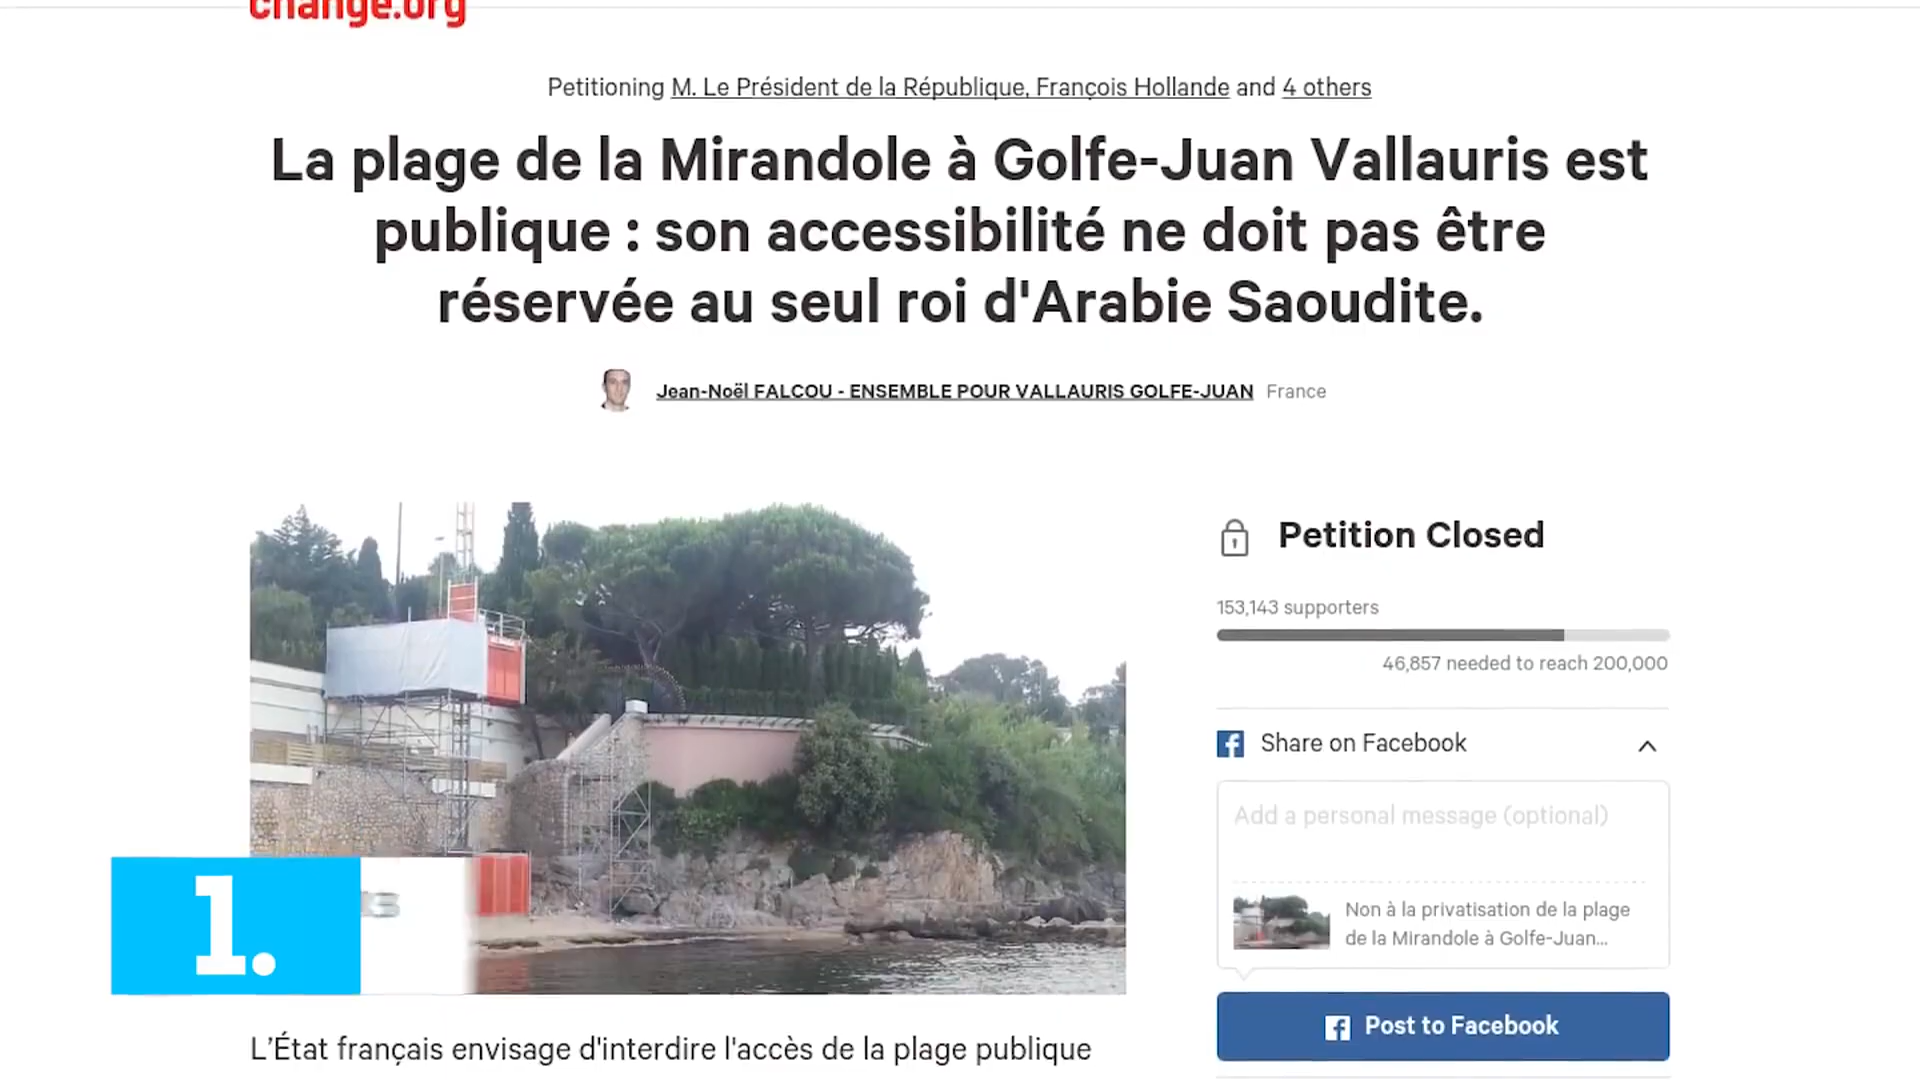 change.org
Petitioning M. Le Président de la République, François Hollande and 4 others
La plage de la Mirandole à Golfe-Juan Vallauris est
publique : son accessibilité ne doit pas être
réservée au seul roi d'Arabie Saoudite.
Jean-Noël FALCOU - ENSEMBLE POUR VALLAURIS GOLFE-JUAN France
Petition Closed
153,143 supporters
46,857 needed to reach 200,000
Share on Facebook
Add a personal message (optional)
Non à la privatisation de la plage
de la Mirandole à Golfe-Juan...
Post to Facebook
1.
L'État français envisage d'interdire l'accès de la plage publique